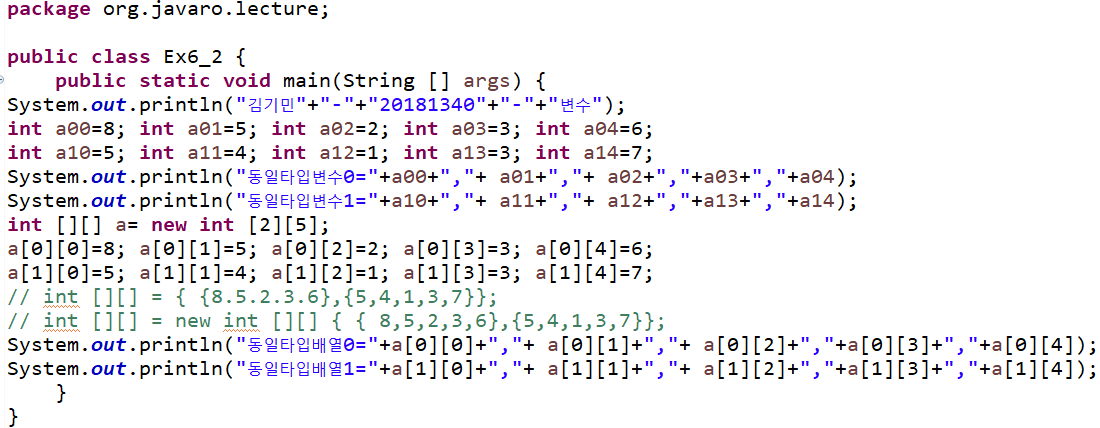 package org.javaro.lecture;
public class Ex6_2 {
public static void main(String [] args) {
System.out.println("김기민"+"-"+"20181340"+"-"+"변수");
int a00=8; int a01=5; int a02=2; int a03=3; int a04=6;
int a10=5; int a11=4; int a12=1; int a13=3; int a14=7;
System.out.println("동일타입변수0="+a00+","+ a01+","+ a02+","+a03+","+a04);
System.out.println("동일타입변수1="+a10+","+ a11+","+ a12+","+a13+","+a14);
int [][] a= new int [2][5];
a[0][0]=8; a[0][1]=5; a[0][2]=2; a[0][3]=3; a[0][4]=6;
a[1][0]=5; a[1][1]=4; a[1][2]=1; a[1][3]=3; a[1][4]=7;
// int [][] = { {8.5.2.3.6},{5,4,1,3,7}};
// int [][] = new int [][] { { 8,5,2,3,6},{5,4,1,3,7}};
System.out.println("동일타입배열0="+a[0][0]+","+ a[0][1]+","+ a[0][2]+","+a[0][3]+","+a[0][4]);
System.out.println("동일타입배열1="+a[1][0]+","+ a[1][1]+","+ a[1][2]+","+a[1][3]+","+a[1][4]);
}
}